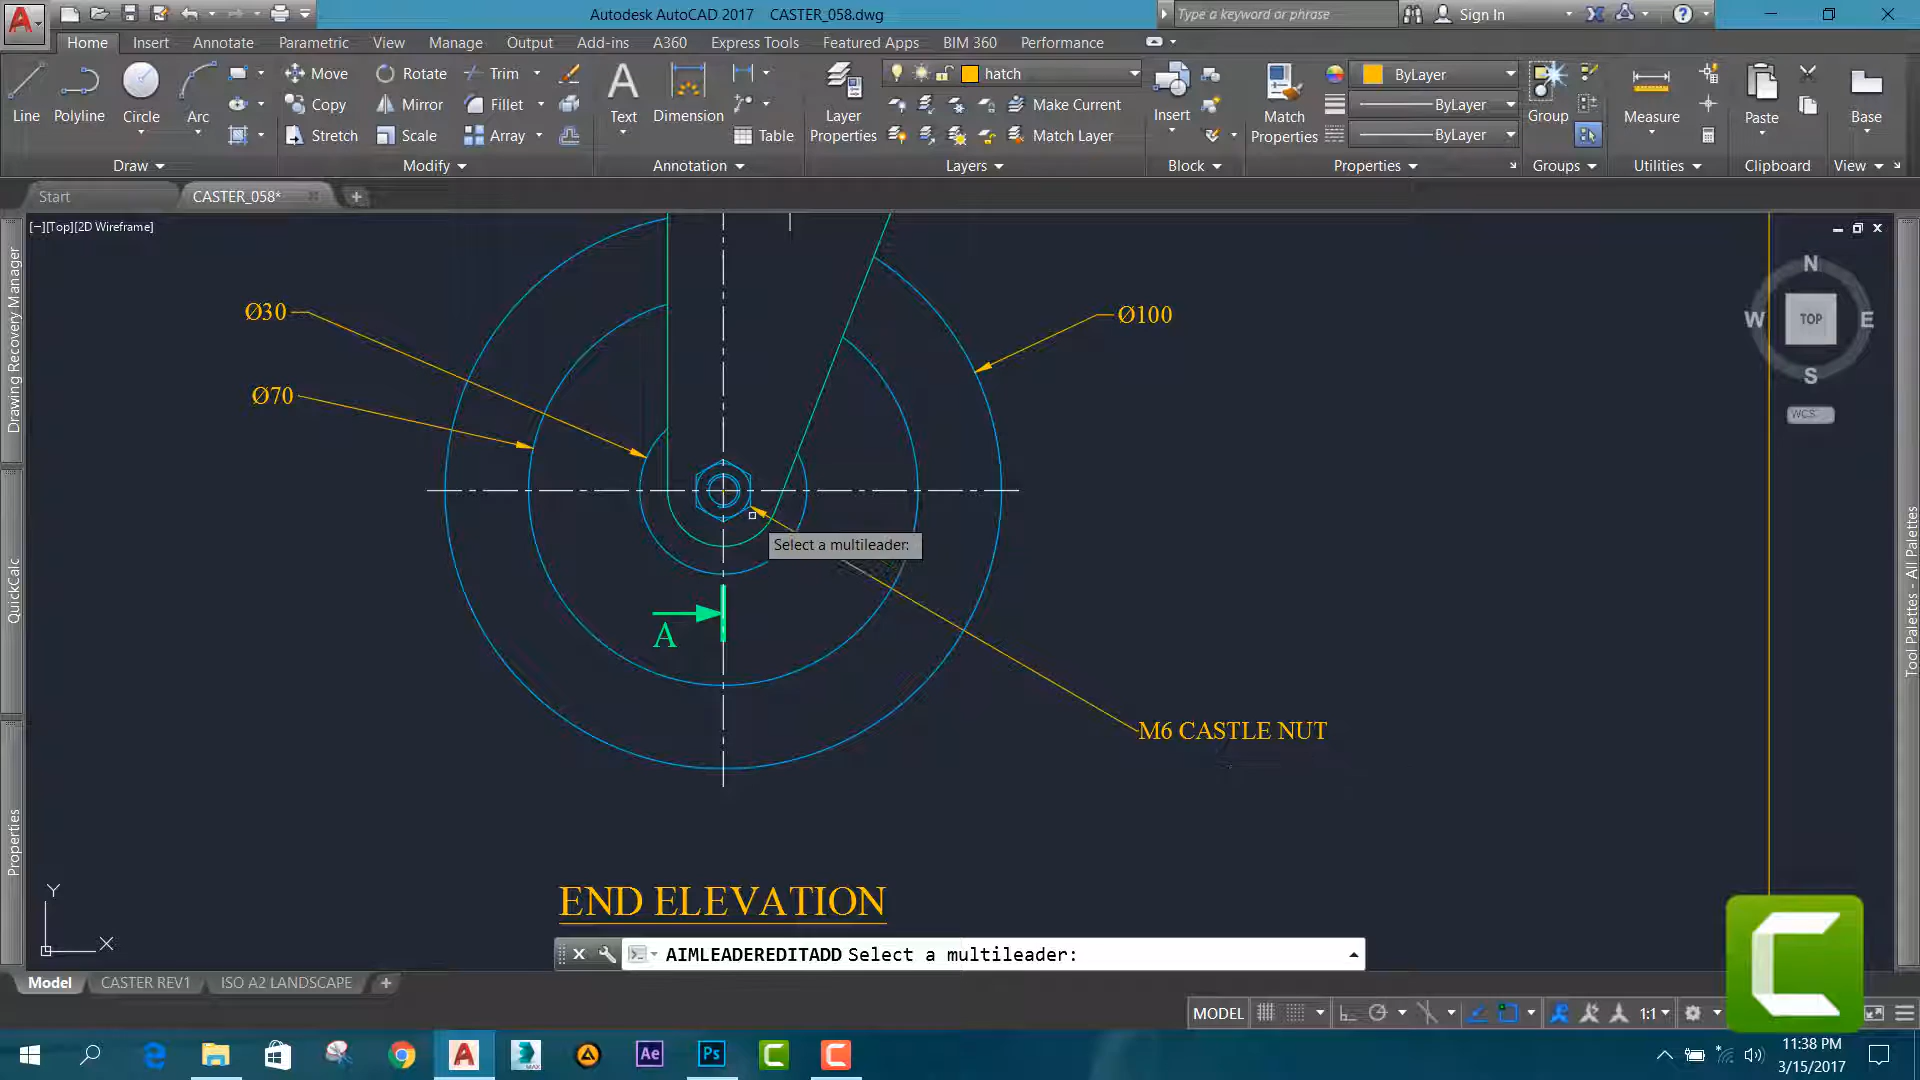 Autodesk AutoCAD 2017 CASTER_058.dwg
Type a keyword or phrase
Sign In
Home Insert Annotate Parametric View Manage Output Add-ins A360 Express Tools Featured Apps BIM 360 Performance
Line
Polyline
Circle
Arc
Draw
Move
Rotate
Trim
Copy
Mirror
Fillet
Stretch
Scale
Array
Modify
Text
Dimension
Table
Annotation
Layer
Properties
hatch
Make Current
Match Layer
Layers
Insert
Block
Match
Properties
ByLayer
ByLayer
ByLayer
Properties
Group
Groups
Measure
Utilities
Paste
Clipboard
Base
View
Start
CASTER_058*
[−][Top][2D Wireframe]
Drawing Recovery Manager
QuickCalc
Properties
Tool Palettes - All Palettes
N
W
TOP
E
S
WCS
Ø30
Ø70
Ø100
Select a multileader:
A
M6 CASTLE NUT
END ELEVATION
Y
X
AIMLEADEREDITADD Select a multileader:
Model
CASTER REV1
ISO A2 LANDSCAPE
MODEL
1:1
Ae
Ps
MAX
11:38 PM
3/15/2017